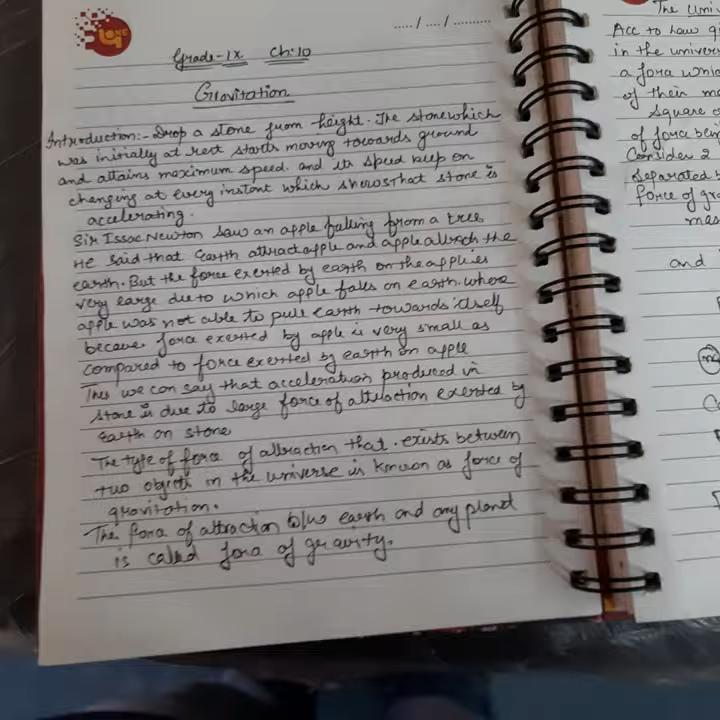 ...... / .... / ..........
Grade-IX Ch:10
Gravitation
Introduction:- Drop a stone from height. The stone which
was initially at rest starts moving towards ground
and attains maximum speed. and its speed keep on
changing at every instant which shows that stone is
accelerating.
Sir Issac Newton saw an apple falling from a tree.
He said that Earth attract apple and apple attrach the
earth. But the force exerted by earth on the apple is
very large due to which apple falls on earth. where
apple was not able to pull earth towards itself
because force exerted by apple is very small as
compared to force exerted by earth on apple
This we can say that acceleration produced in
stone is due to large force of attraction exerted by
Earth on stone
The type of force of attraction that exists between
two objects in the universe is known as force of
gravitation.
The force of attraction b/w earth and any planet
is called force of gravity.
The Univ
Acc to Law
in the univer
a force whic
of their ma
Square o
of force bein
Consider 2
Separated b
force of gra
mas
and